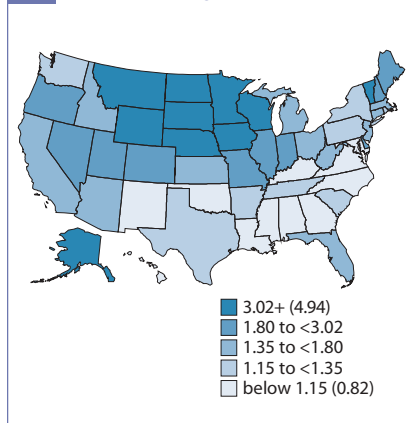 3.02+ (4.94)
1.80 to <3.02
1.35 to <1.80
1.15 to <1.35
below 1.15 (0.82)